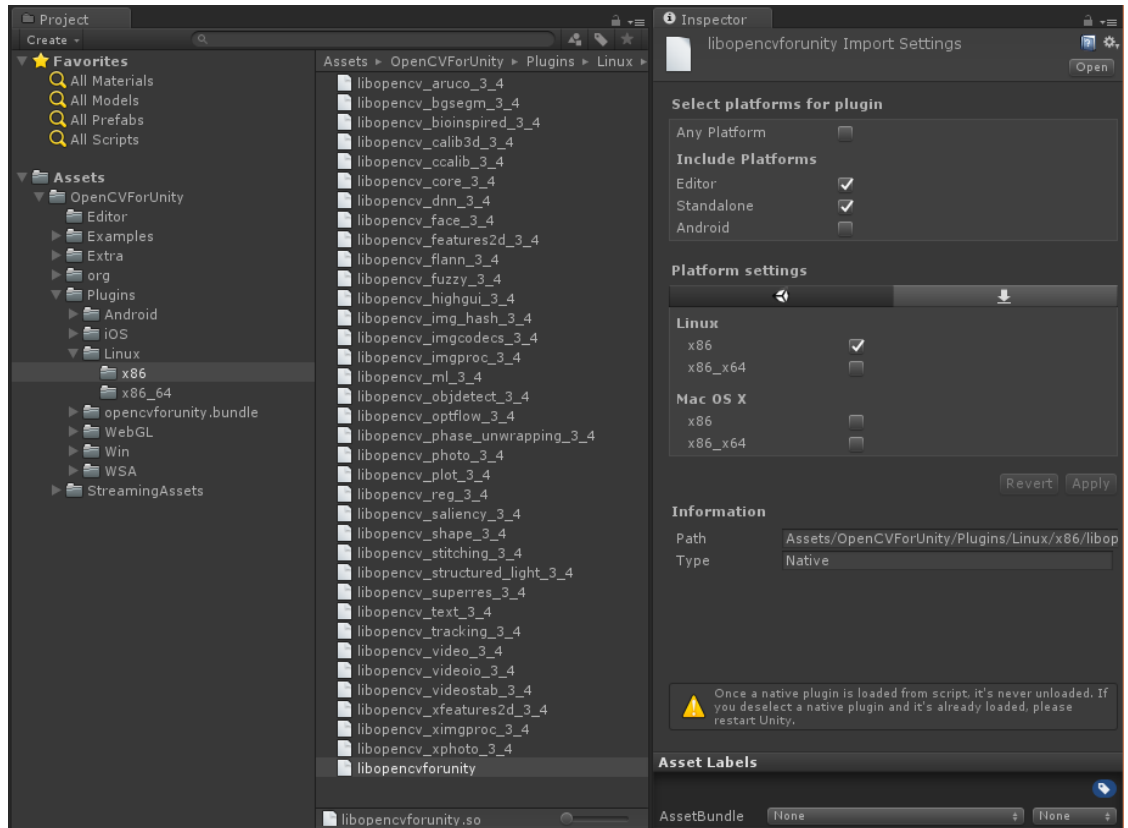 Project
Create
Favorites
All Materials
All Models
All Prefabs
All Scripts
Assets
OpenCVForUnity
Editor
Examples
Extra
org
Plugins
Android
iOS
Linux
x86
x86_64
opencvforunity.bundle
WebGL
Win
WSA
StreamingAssets
Assets OpenCVForUnity Plugins Linux
libopencv_aruco_3_4
libopencv_bgsegm_3_4
libopencv_bioinspired_3_4
libopencv_calib3d_3_4
libopencv_ccalib_3_4
libopencv_core_3_4
libopencv_dnn_3_4
libopencv_face_3_4
libopencv_features2d_3_4
libopencv_flann_3_4
libopencv_fuzzy_3_4
libopencv_highgui_3_4
libopencv_img_hash_3_4
libopencv_imgcodecs_3_4
libopencv_imgproc_3_4
libopencv_ml_3_4
libopencv_objdetect_3_4
libopencv_optflow_3_4
libopencv_phase_unwrapping_3_4
libopencv_photo_3_4
libopencv_plot_3_4
libopencv_reg_3_4
libopencv_saliency_3_4
libopencv_shape_3_4
libopencv_stitching_3_4
libopencv_structured_light_3_4
libopencv_superres_3_4
libopencv_text_3_4
libopencv_tracking_3_4
libopencv_video_3_4
libopencv_videoio_3_4
libopencv_videostab_3_4
libopencv_xfeatures2d_3_4
libopencv_ximgproc_3_4
libopencv_xphoto_3_4
libopencvforunity
libopencvforunity.so
Inspector
libopencvforunity Import Settings
Open
Select platforms for plugin
Any Platform
Include Platforms
Editor
Standalone
Android
Platform settings
Linux
x86
x86_x64
Mac OS X
x86
x86_x64
Revert Apply
Information
Path Assets/OpenCVForUnity/Plugins/Linux/x86/libop
Type Native
Once a native plugin is loaded from script, it's never unloaded. If
you deselect a native plugin and it's already loaded, please
restart Unity.
Asset Labels
AssetBundle None None